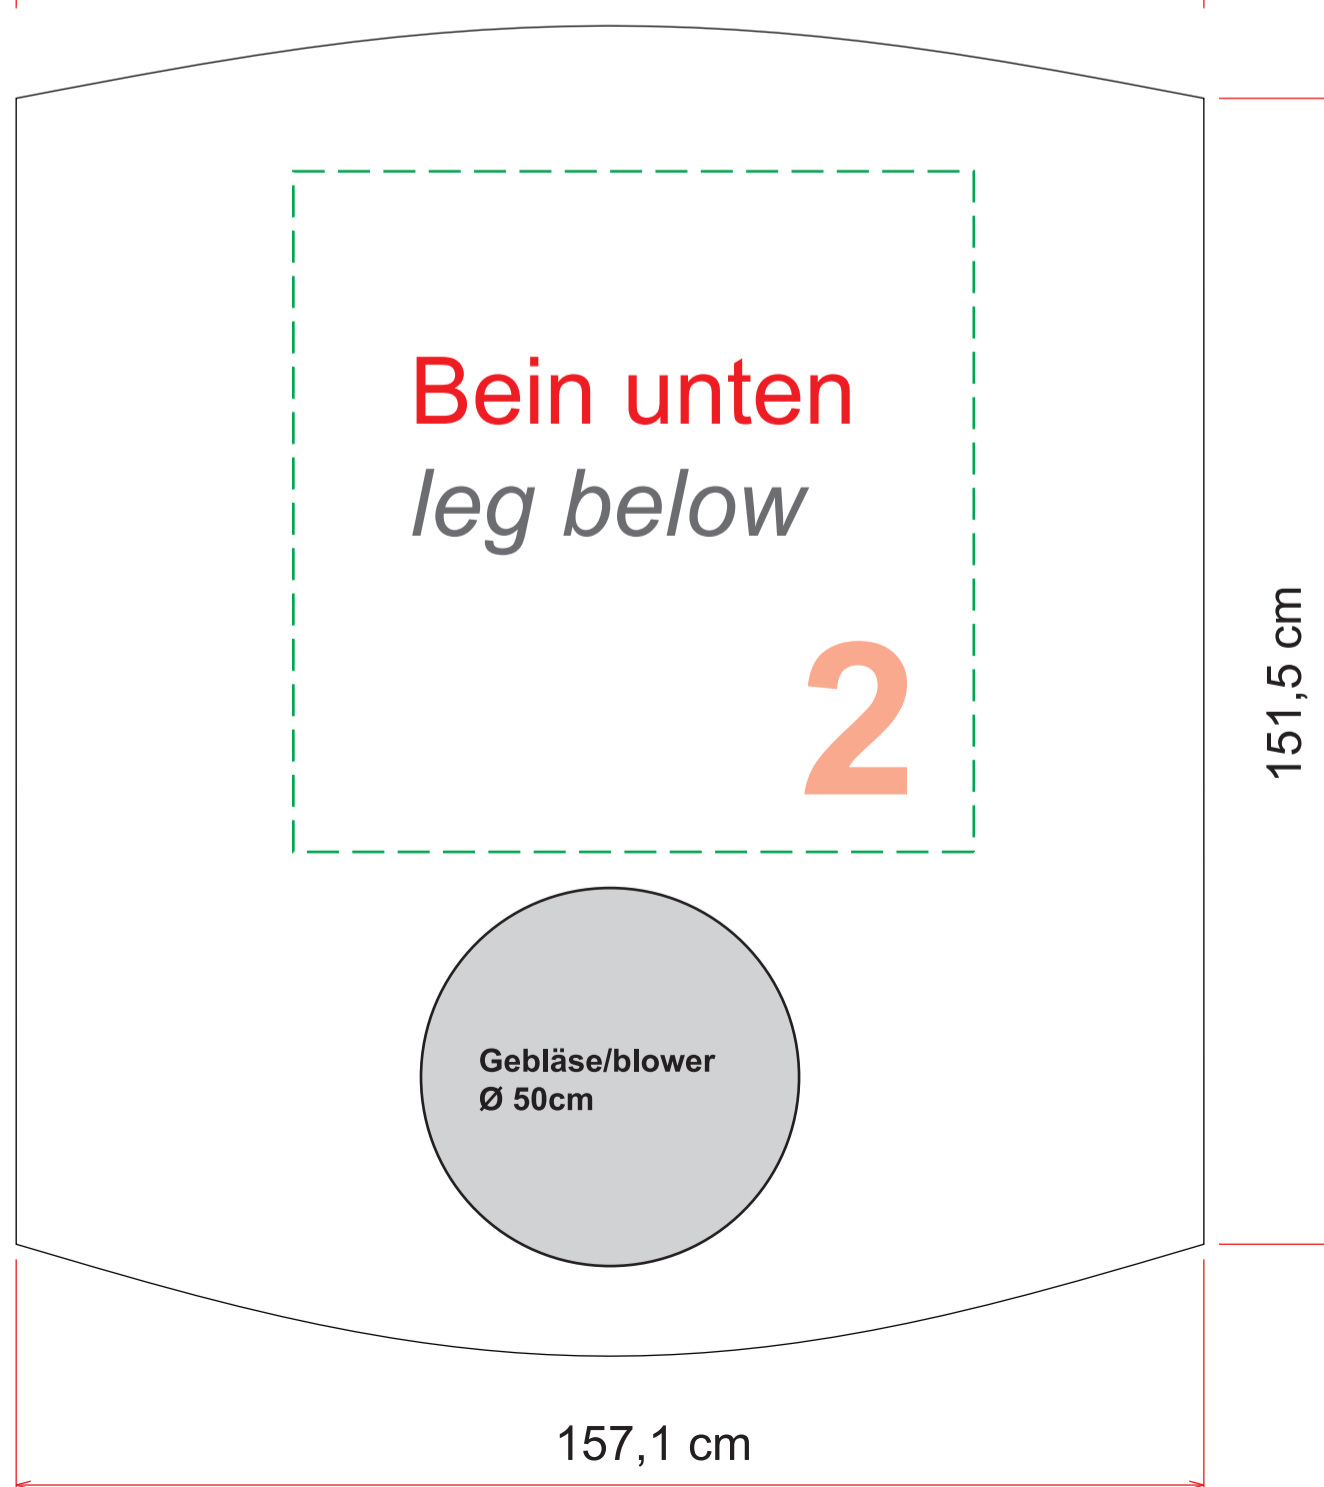 Bein unten
leg below
2
151,5 cm
Gebläse/blower
Ø 50cm
157,1 cm